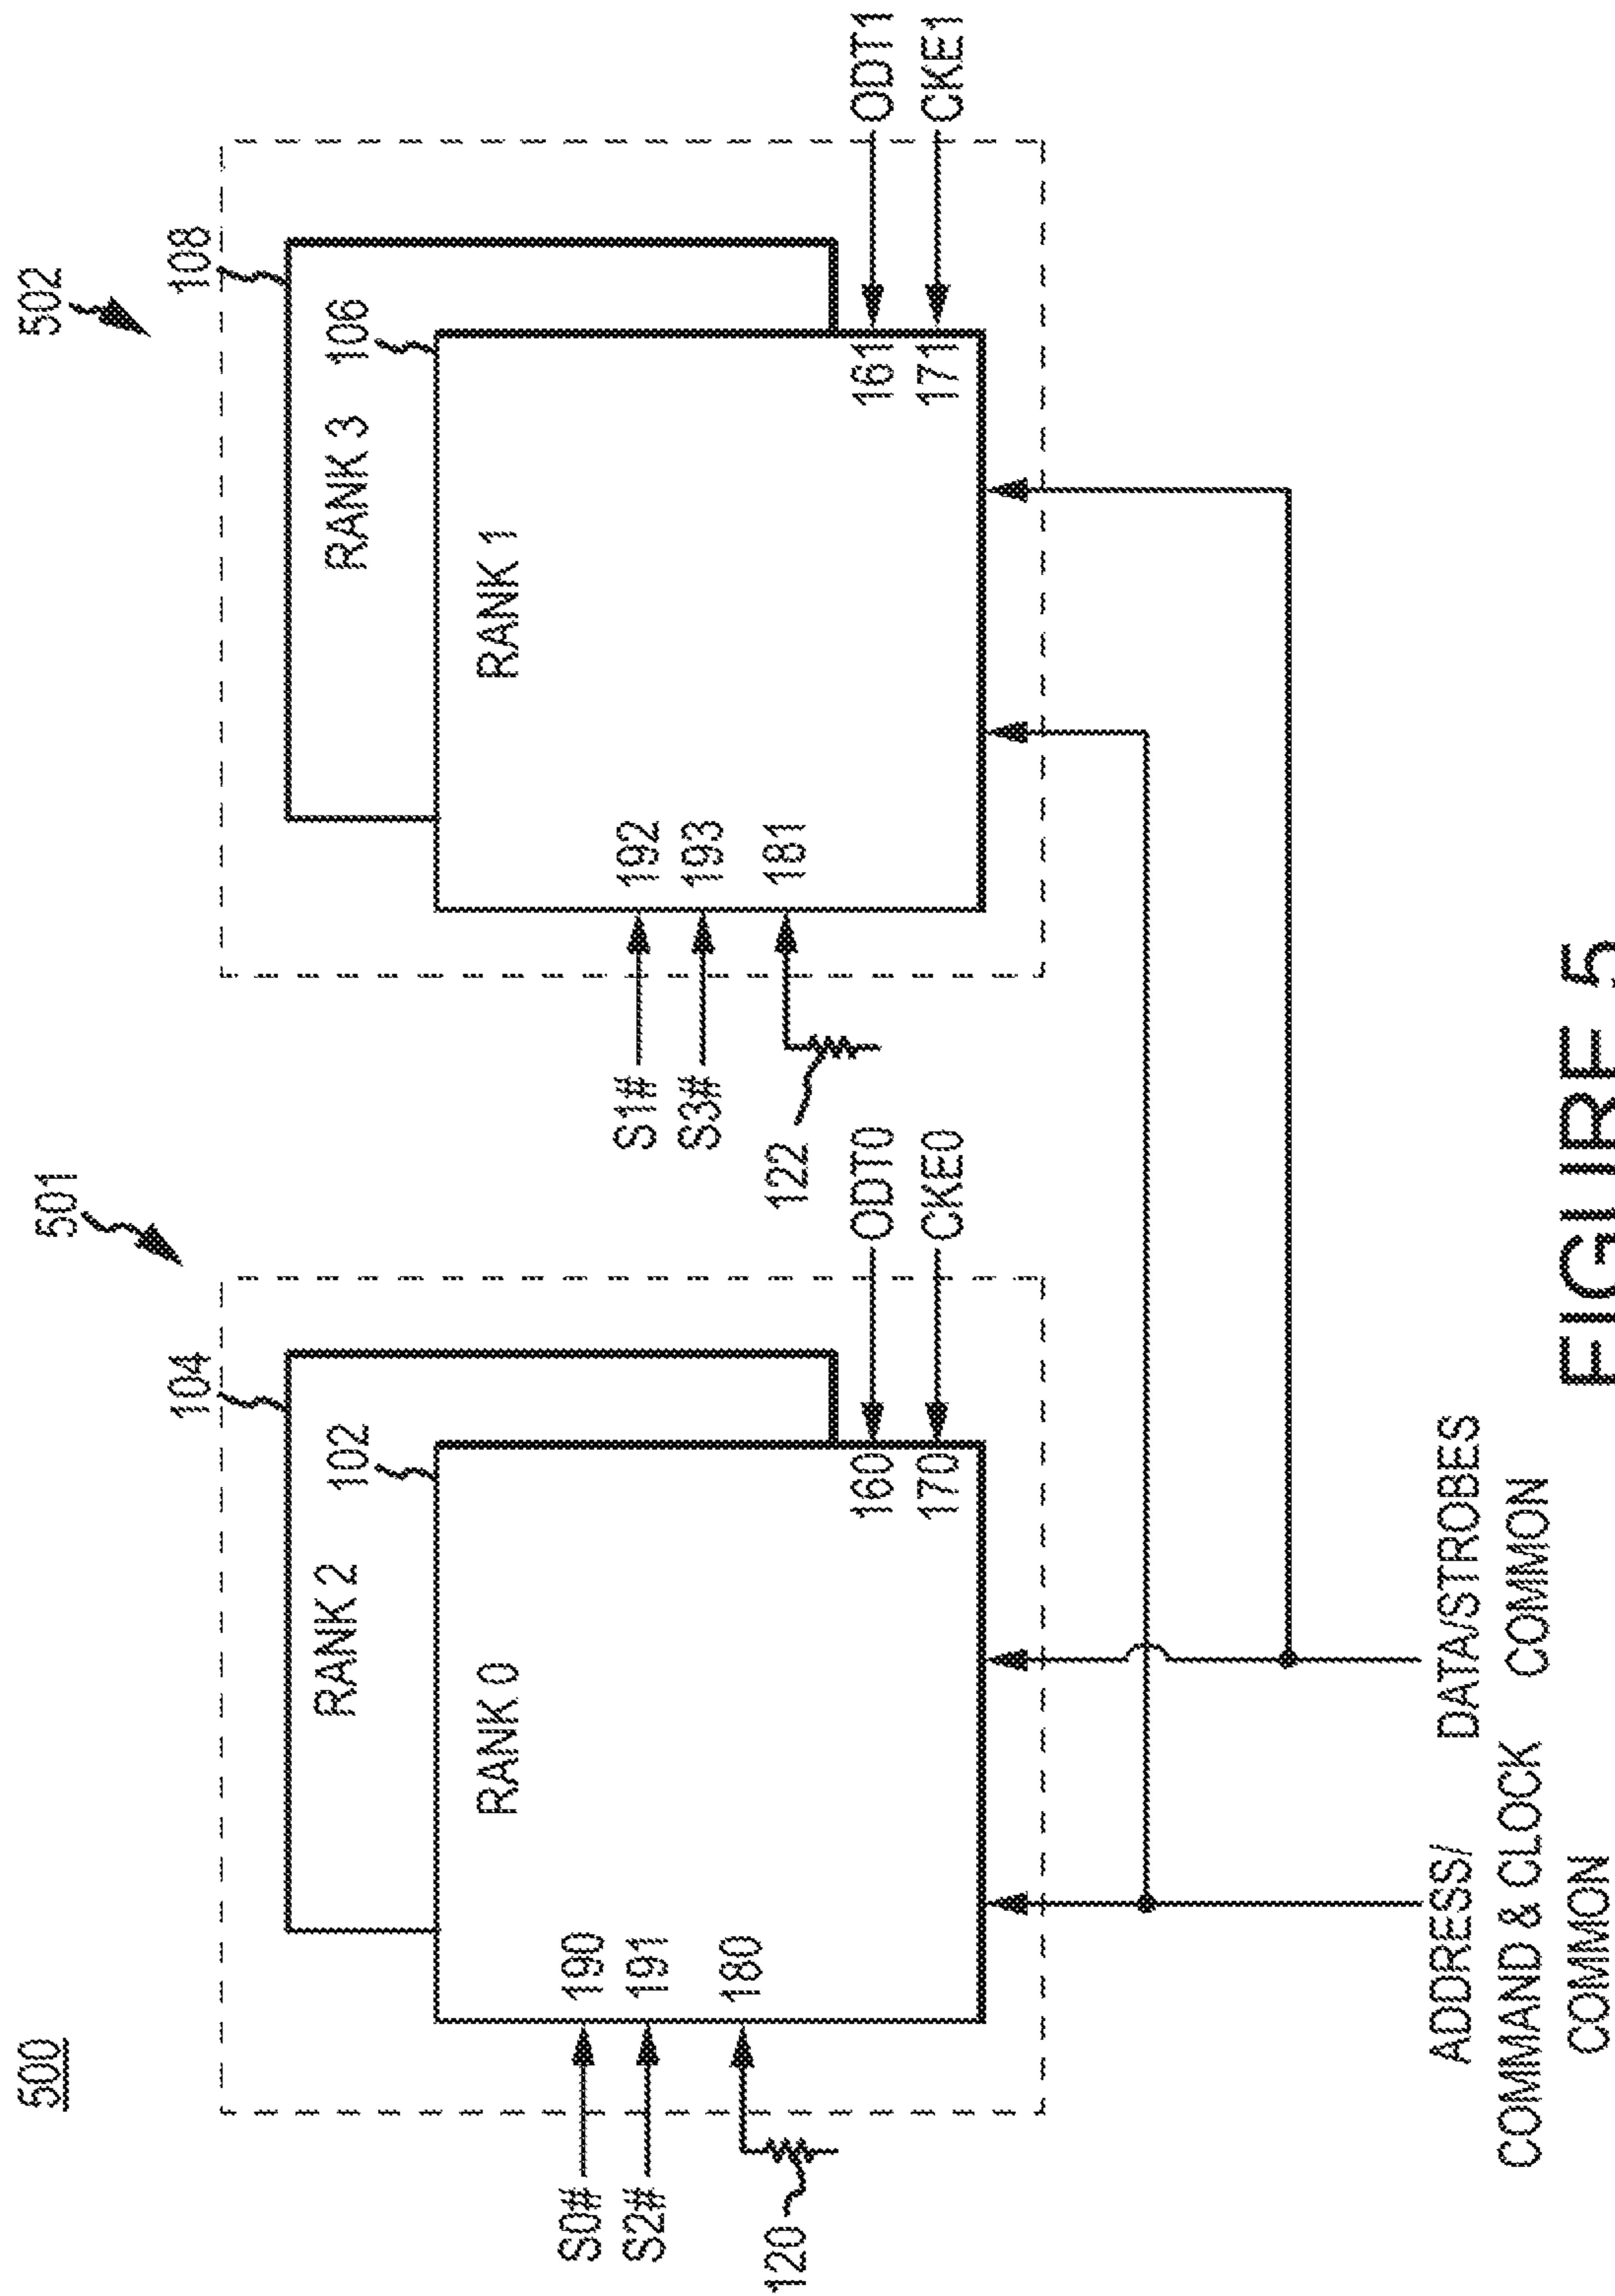 500
501
502
104
108
RANK 2
102
RANK 3
106
RANK 0
RANK 1
S0#
190
S2#
191
180
120
S1#
192
S3#
193
181
122
160
ODT0
170
CKE0
161
ODT1
171
CKE1
ADDRESS/
COMMAND & CLOCK
COMMON
DATA/STROBES
COMMON
FIGURE 5